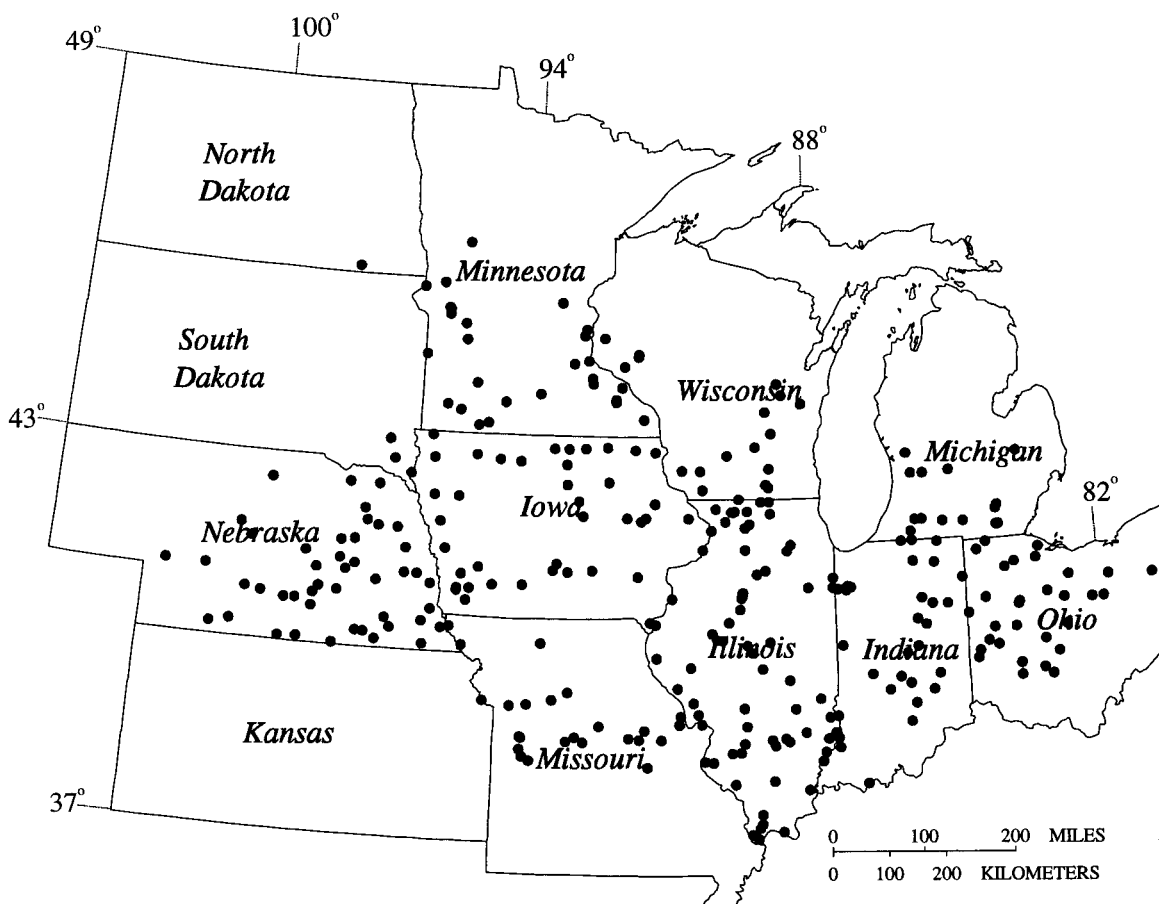 100°
49°
94°
88°
North
Dakota
Minnesota
South
Dakota
Wisconsin
43°
Michigan
82°
Iowa
Nebraska
Ohio
Illinois
Indiana
Kansas
Missouri
37°
0 100 200 MILES
0 100 200 KILOMETERS